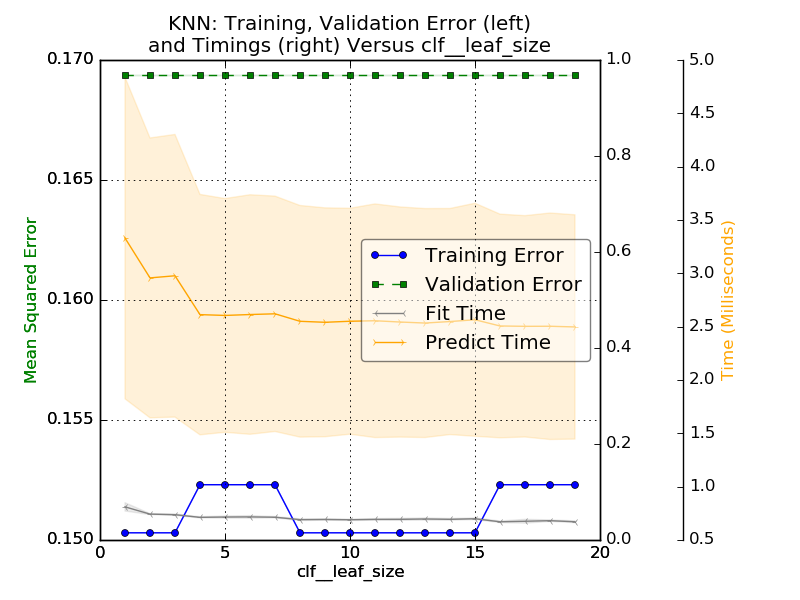 KNN: Training, Validation Error (left)
and Timings (right) Versus clf__leaf_size
Mean Squared Error
0.170
0.165
0.160
0.155
0.150
0
5
10
15
20
clf__leaf_size
1.0
0.8
0.6
0.4
0.2
0.0
5.0
4.5
4.0
3.5
3.0
2.5
2.0
1.5
1.0
0.5
Time (Milliseconds)
Training Error
Validation Error
Fit Time
Predict Time